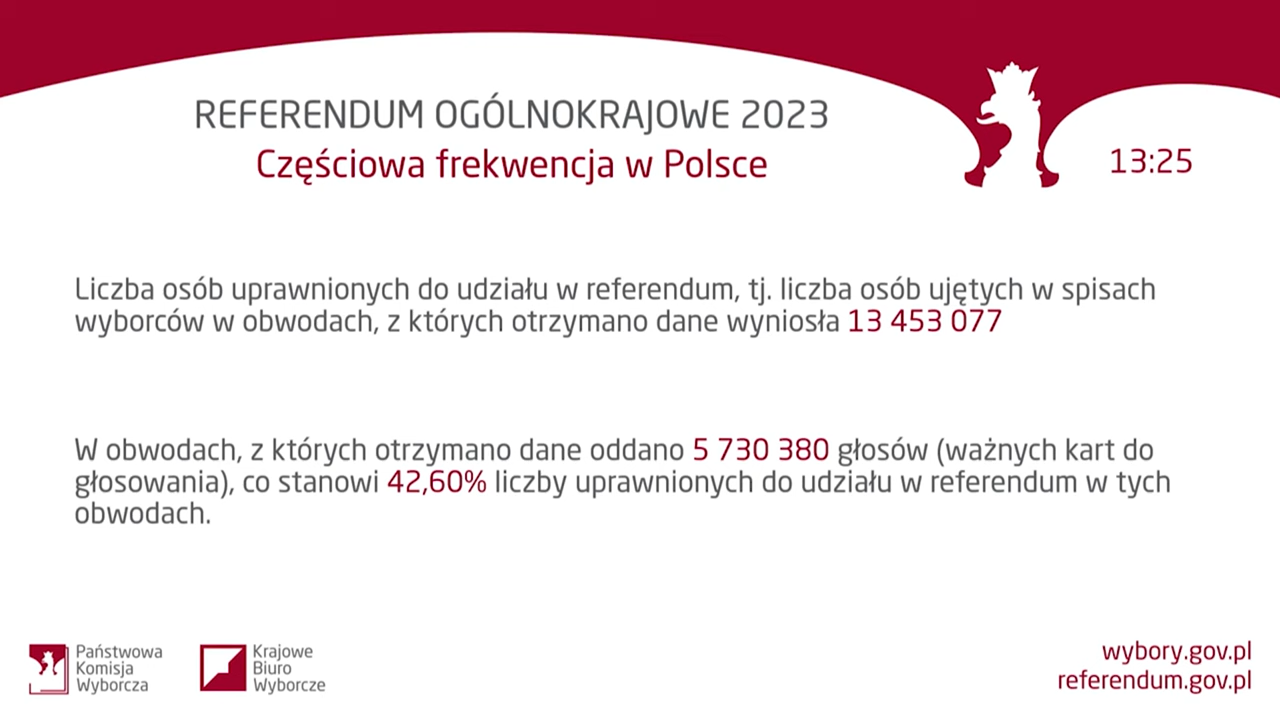 REFERENDUM OGÓLNOKRAJOWE 2023
Częściowa frekwencja w Polsce
13:25
Liczba osób uprawnionych do udziału w referendum, tj. liczba osób ujętych w spisach
wyborców w obwodach, z których otrzymano dane wyniosła 13 453 077
W obwodach, z których otrzymano dane oddano 5 730 380 głosów (ważnych kart do
głosowania), co stanowi 42,60% liczby uprawnionych do udziału w referendum w tych
obwodach.
Państwowa
Komisja
Wyborcza
Krajowe
Biuro
Wyborcze
wybory.gov.pl
referendum.gov.pl